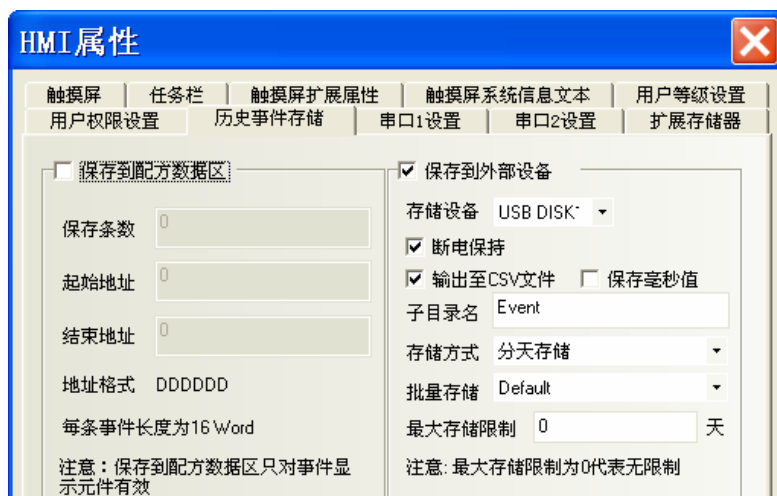 HMI属性
触摸屏 任务栏 触摸屏扩展属性 触摸屏系统信息文本 用户等级设置
用户权限设置 历史事件存储 串口1设置 串口2设置 扩展存储器
保存到配方数据区
保存条数 0
起始地址 0
结束地址 0
地址格式 DDDDDD
每条事件长度为16 Word
注意：保存到配方数据区只对事件显
示元件有效
保存到外部设备
存储设备 USB DISK
断电保持
输出至CSV文件 保存毫秒值
子目录名 Event
存储方式 分天存储
批量存储 Default
最大存储限制 0 天
注意: 最大存储限制为0代表无限制